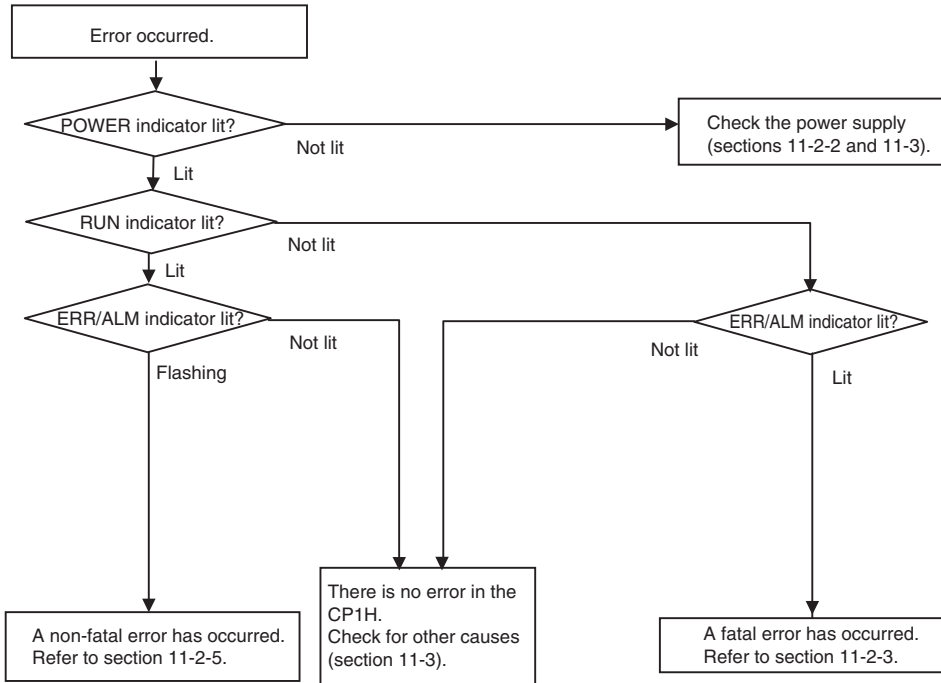 Error occurred.
POWER indicator lit?
Not lit
Check the power supply
(sections 11-2-2 and 11-3).
Lit
RUN indicator lit?
Not lit
Lit
ERR/ALM indicator lit?
Not lit
Flashing
ERR/ALM indicator lit?
Not lit
Lit
There is no error in the
CP1H.
Check for other causes
(section 11-3).
A non-fatal error has occurred.
Refer to section 11-2-5.
A fatal error has occurred.
Refer to section 11-2-3.